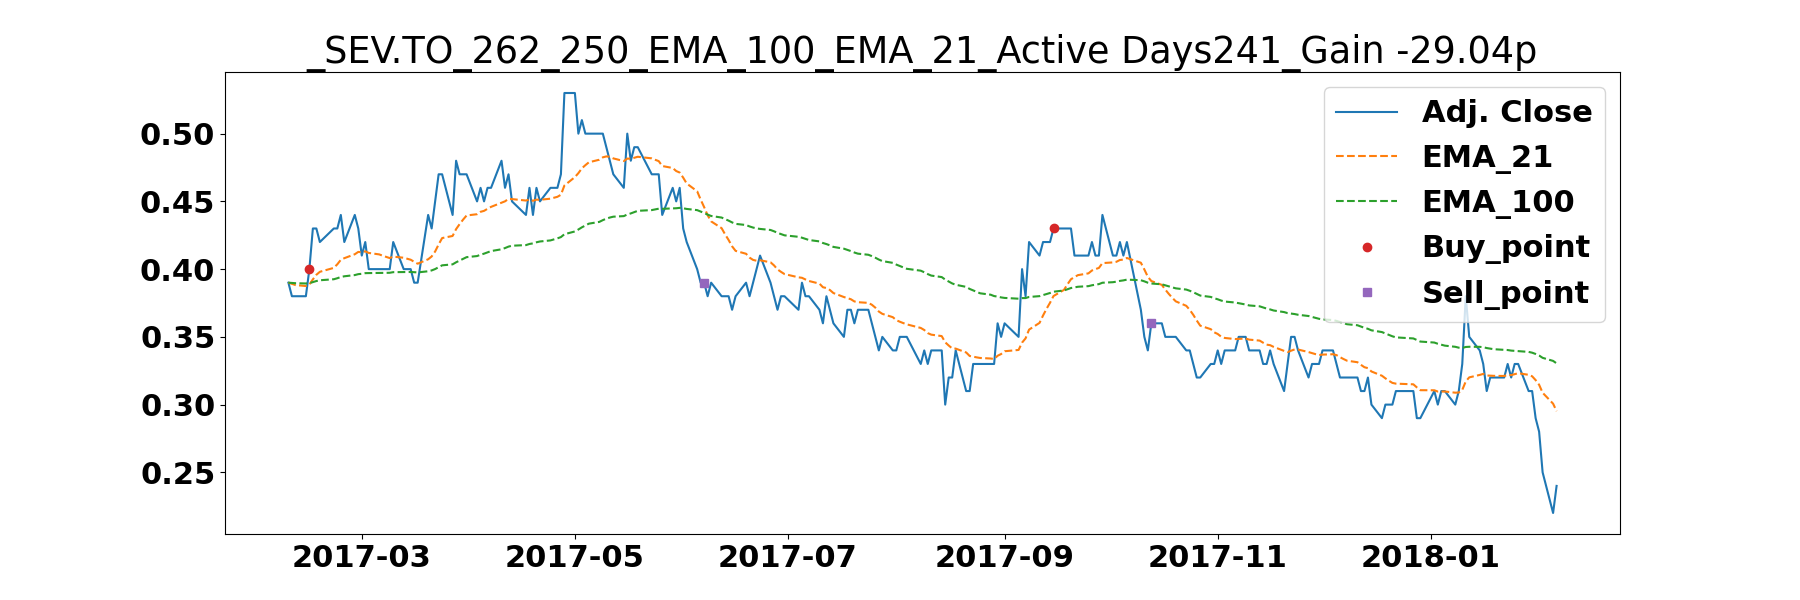 _SEV.TO_262_250_EMA_100_EMA_21_Active Days241_Gain -29.04p
Adj. Close
EMA_21
EMA_100
Buy_point
Sell_point
0.50
0.45
0.40
0.35
0.30
0.25
2017-03 2017-05 2017-07 2017-09 2017-11 2018-01